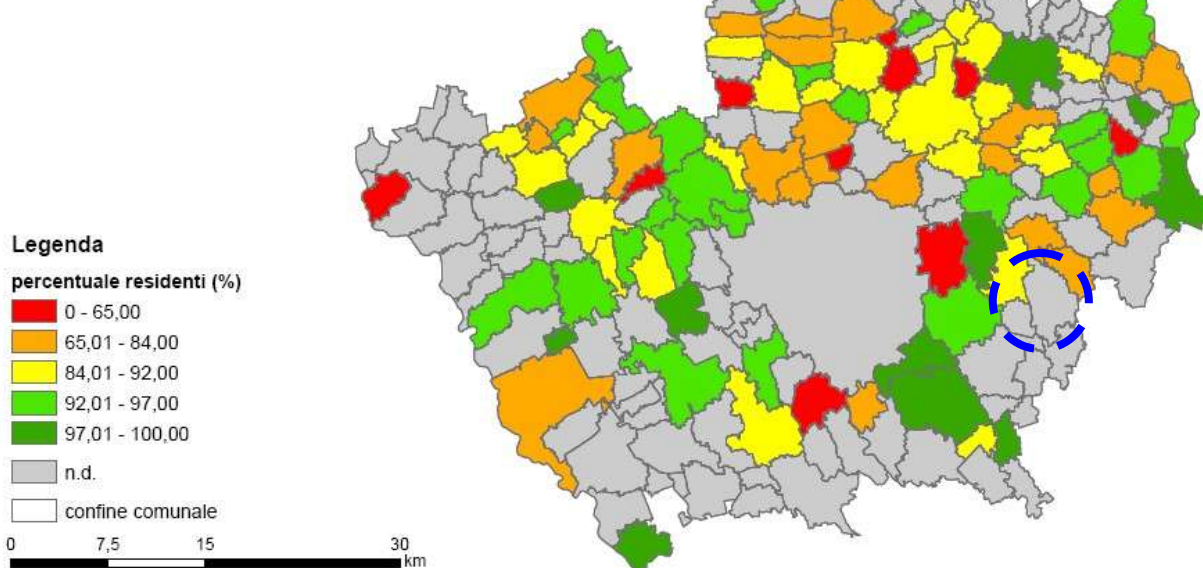 Legenda
percentuale residenti (%)
0 - 65,00
65,01 - 84,00
84,01 - 92,00
92,01 - 97,00
97,01 - 100,00
n.d.
confine comunale
0 7,5 15 30
km